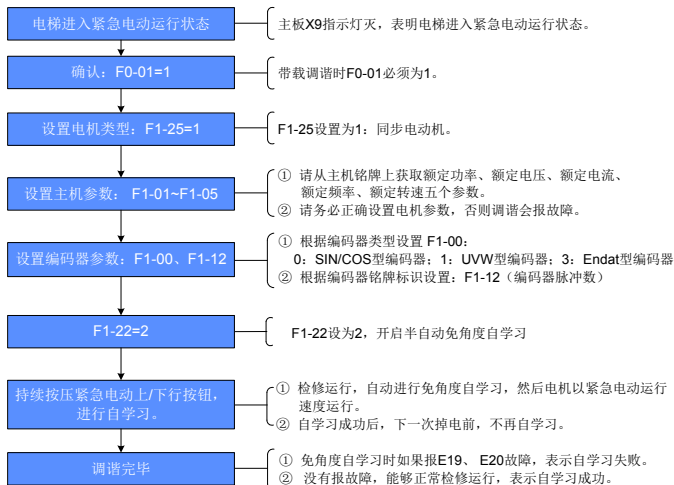 电梯进入紧急电动运行状态
主板X9指示灯灭，表明电梯进入紧急电动运行状态。
确认：F0-01=1
带载调谐时F0-01必须为1。
设置电机类型：F1-25=1
F1-25设置为1：同步电动机。
设置主机参数： F1-01~F1-05
① 请从主机铭牌上获取额定功率、额定电压、额定电流、
额定频率、额定转速五个参数。
② 请务必正确设置电机参数，否则调谐会报故障。
设置编码器参数：F1-00、F1-12
① 根据编码器类型设置 F1-00：
0：SIN/COS型编码器；1：UVW型编码器；3：Endat型编码器
② 根据编码器铭牌标识设置：F1-12（编码器脉冲数）
F1-22=2
F1-22设为2，开启半自动免角度自学习
持续按压紧急电动上/下行按钮，
进行自学习。
① 检修运行，自动进行免角度自学习，然后电机以紧急电动运行
速度运行。
② 自学习成功后，下一次掉电前，不再自学习。
调谐完毕
① 免角度自学习时如果报E19、 E20故障，表示自学习失败。
② 没有报故障，能够正常检修运行，表示自学习成功。